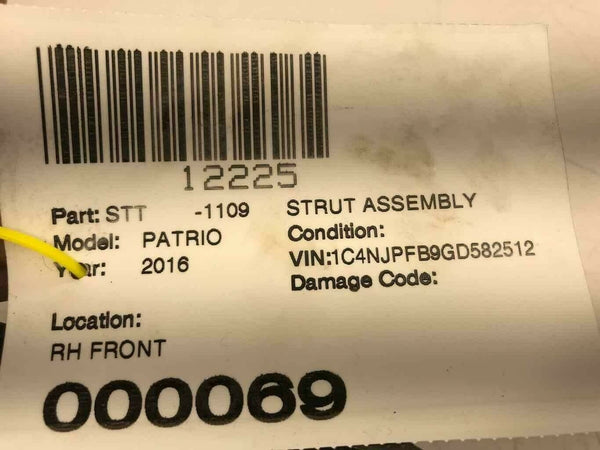 12225
Part: STT -1109 STRUT ASSEMBLY
Model: PATRIO Condition:
Year: 2016 VIN:1C4NJPFB9GD582512
Damage Code:
Location:
RH FRONT
000069